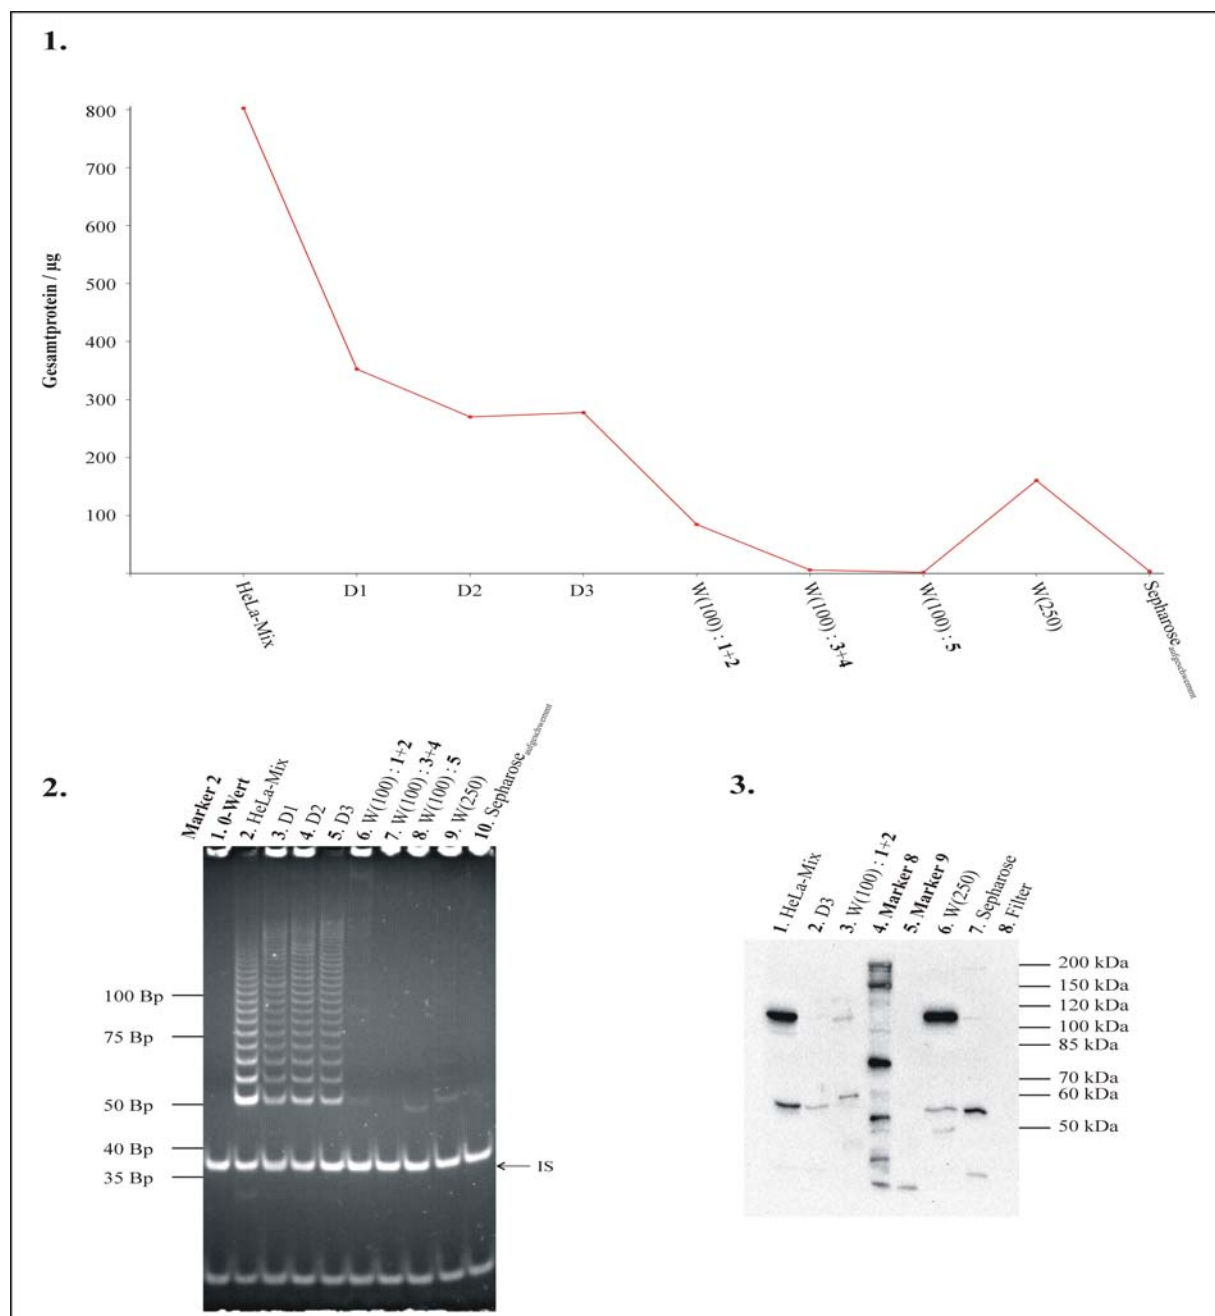 1.
800
700
600
500
400
300
200
100
Gesamtprotein / µg
HeLa-Mix
D1
D2
D3
W(100) : 1+2
W(100) : 3+4
W(100) : 5
W(250)
Sepharose aufgeschwemmt
2.
Marker 2
1. 0-Wert
2. HeLa-Mix
3. D1
4. D2
5. D3
6. W(100) : 1+2
7. W(100) : 3+4
8. W(100) : 5
9. W(250)
10. Sepharose aufgeschwemmt
100 Bp
75 Bp
50 Bp
40 Bp
35 Bp
IS
3.
1. HeLa-Mix
2. D3
3. W(100) : 1+2
4. Marker 8
5. Marker 9
6. W(250)
7. Sepharose
8. Filter
200 kDa
150 kDa
120 kDa
100 kDa
85 kDa
70 kDa
60 kDa
50 kDa